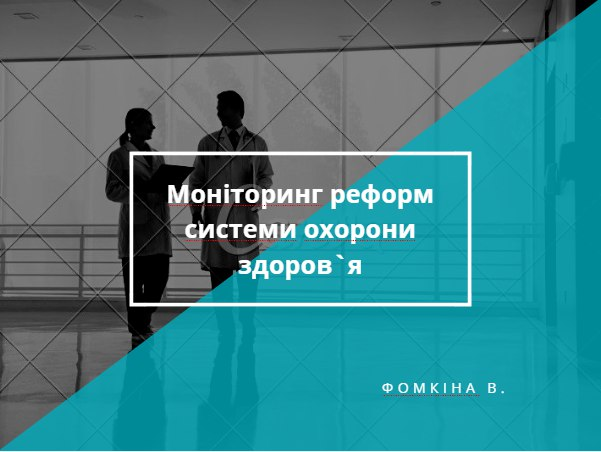 Моніторинг реформ
системи охорони
здоров`я
ФОМКІНА В.